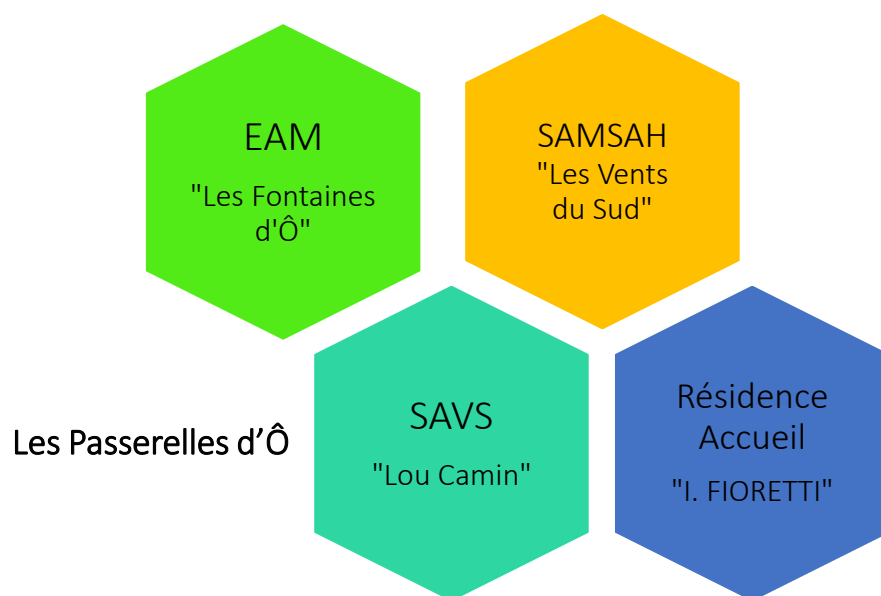 EAM
"Les Fontaines
d'Ô"
SAMSAH
"Les Vents
du Sud"
Les Passerelles d’Ô
SAVS
"Lou Camin"
Résidence
Accueil
"I. FIORETTI"